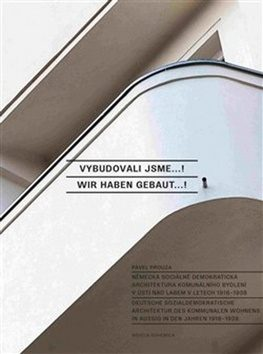 VYBUDOVALI JSME...!
WIR HABEN GEBAUT...!
PAVEL PROUZA
NĚMECKÁ SOCIÁLNĚ DEMOKRATICKÁ
ARCHITEKTURA KOMUNÁLNÍHO BYDLENÍ
V ÚSTÍ NAD LABEM V LETECH 1918–1938
DEUTSCHE SOZIALDEMOKRATISCHE
ARCHITEKTUR DES KOMMUNALEN WOHNENS
IN AUSSIG IN DEN JAHREN 1918–1938